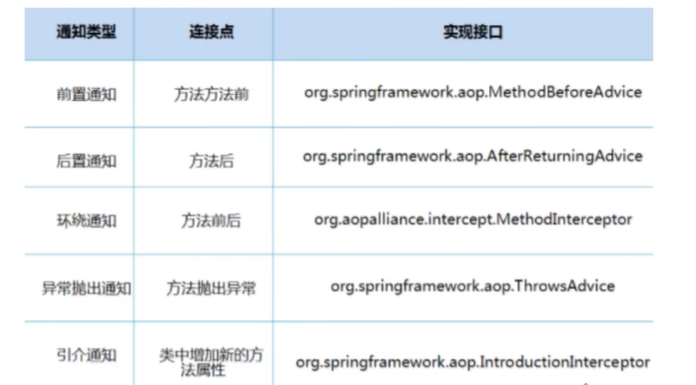 通知类型 连接点 实现接口
前置通知 方法方法前 org.springframework.aop.MethodBeforeAdvice
后置通知 方法后 org.springframework.aop.AfterReturningAdvice
环绕通知 方法前后 org.aopalliance.intercept.MethodInterceptor
异常抛出通知 方法抛出异常 org.springframework.aop.ThrowsAdvice
引介通知 类中增加新的方
法属性 org.springframework.aop.IntroductionInterceptor